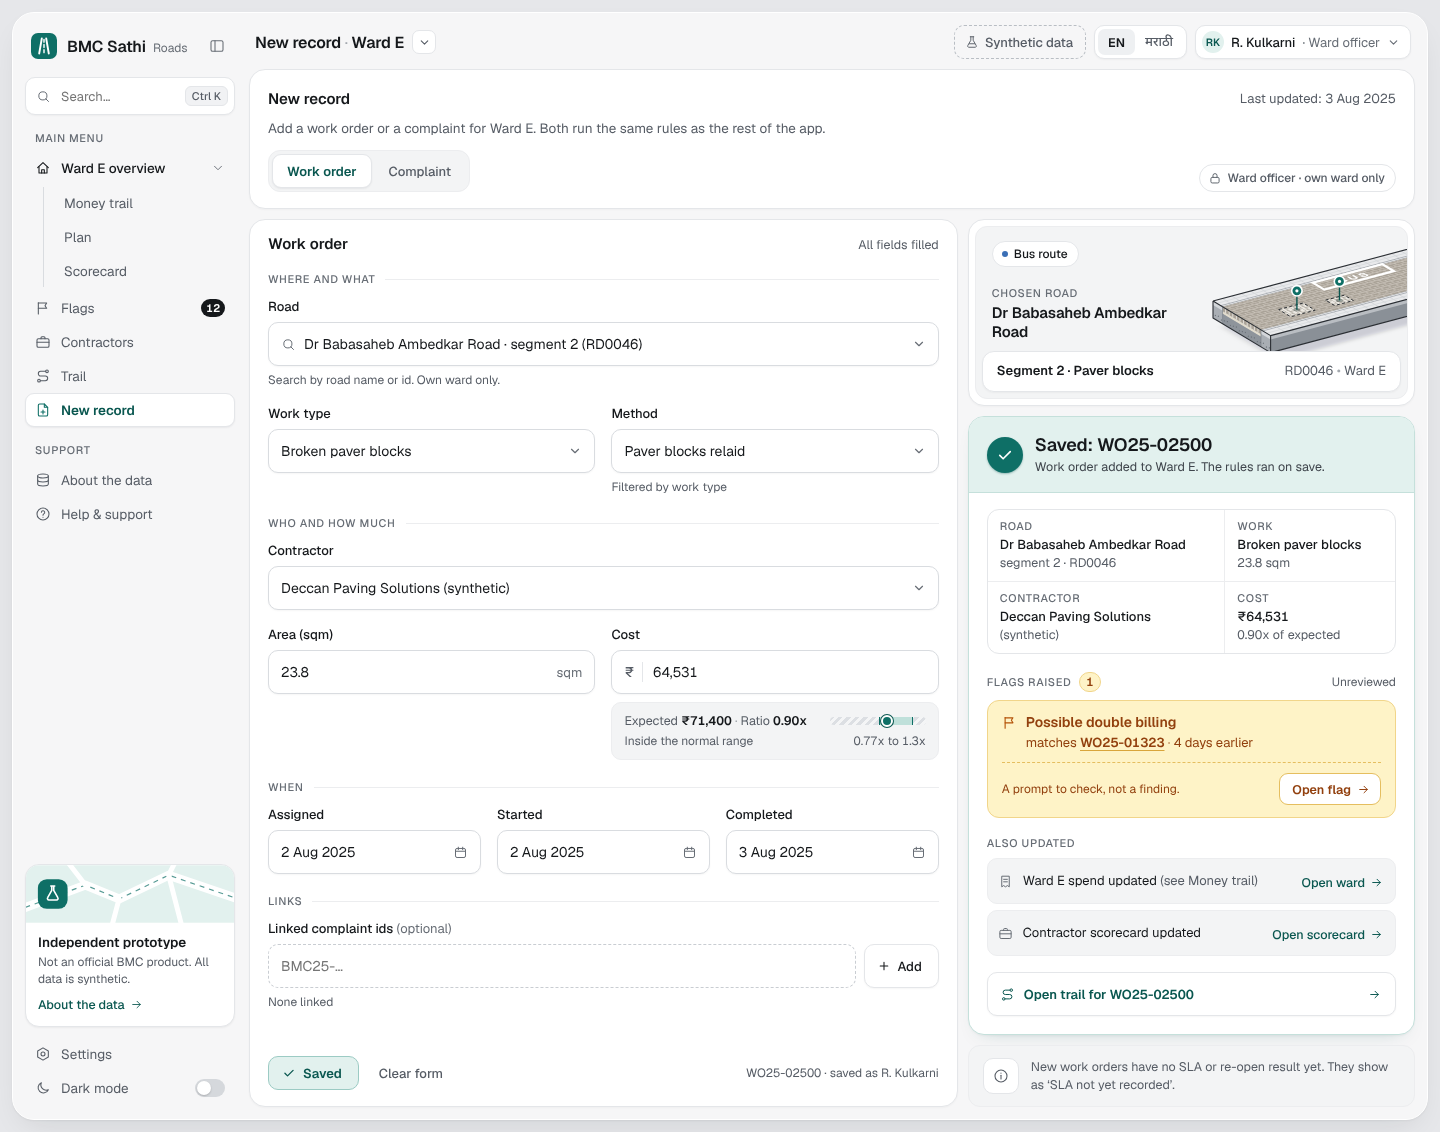 BMC Sathi Roads
Search... Ctrl K
MAIN MENU
Ward E overview
Money trail
Plan
Scorecard
Flags 12
Contractors
Trail
New record
SUPPORT
About the data
Help & support
Independent prototype
Not an official BMC product. All
data is synthetic.
About the data →
Settings
Dark mode
New record · Ward E
Synthetic data
EN मराठी
RK R. Kulkarni · Ward officer
New record
Last updated: 3 Aug 2025
Add a work order or a complaint for Ward E. Both run the same rules as the rest of the app.
Work order Complaint
Ward officer · own ward only
Work order
All fields filled
WHERE AND WHAT
Road
Dr Babasaheb Ambedkar Road · segment 2 (RD0046)
Search by road name or id. Own ward only.
Work type Method
Broken paver blocks Paver blocks relaid
Filtered by work type
WHO AND HOW MUCH
Contractor
Deccan Paving Solutions (synthetic)
Area (sqm) Cost
23.8 sqm ₹ 64,531
Expected ₹71,400 · Ratio 0.90x
Inside the normal range 0.77x to 1.3x
WHEN
Assigned Started Completed
2 Aug 2025 2 Aug 2025 3 Aug 2025
LINKS
Linked complaint ids (optional)
BMC25-...
+ Add
None linked
Saved
Clear form
WO25-02500 · saved as R. Kulkarni
Bus route
CHOSEN ROAD
Dr Babasaheb Ambedkar
Road
Segment 2 · Paver blocks RD0046 • Ward E
Saved: WO25-02500
Work order added to Ward E. The rules ran on save.
ROAD
Dr Babasaheb Ambedkar Road
segment 2 · RD0046
WORK
Broken paver blocks
23.8 sqm
CONTRACTOR
Deccan Paving Solutions
(synthetic)
COST
₹64,531
0.90x of expected
FLAGS RAISED 1
Unreviewed
Possible double billing
matches WO25-01323 · 4 days earlier
A prompt to check, not a finding.
Open flag →
ALSO UPDATED
Ward E spend updated (see Money trail) Open ward →
Contractor scorecard updated Open scorecard →
Open trail for WO25-02500 →
New work orders have no SLA or re-open result yet. They show
as ‘SLA not yet recorded’.